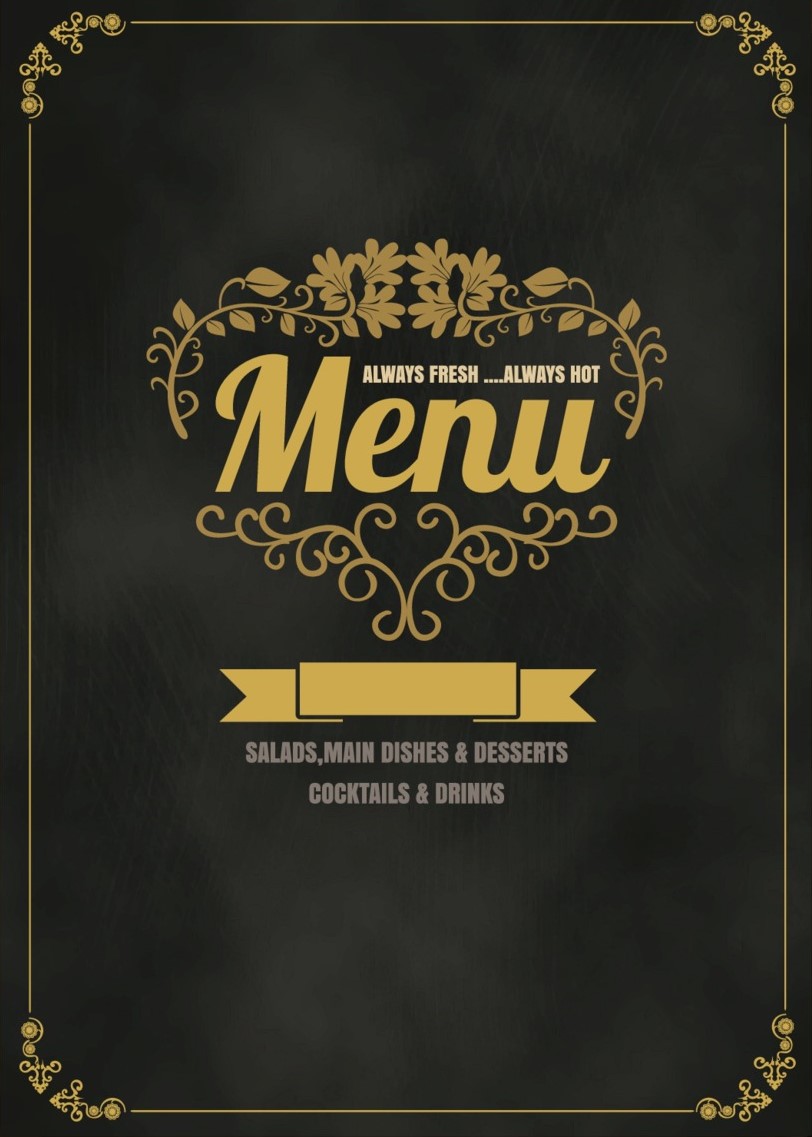 ALWAYS FRESH ....ALWAYS HOT
Menu
SALADS,MAIN DISHES & DESSERTS
COCKTAILS & DRINKS